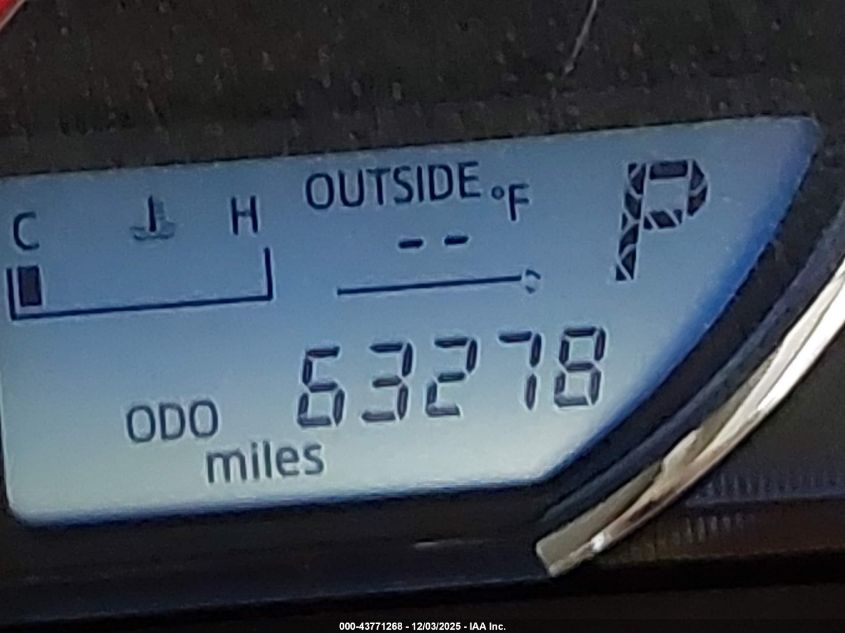 OUTSIDE °F
P
C H
--
63278
ODO
miles
000-43771268 - 12/03/2025 - IAA Inc.